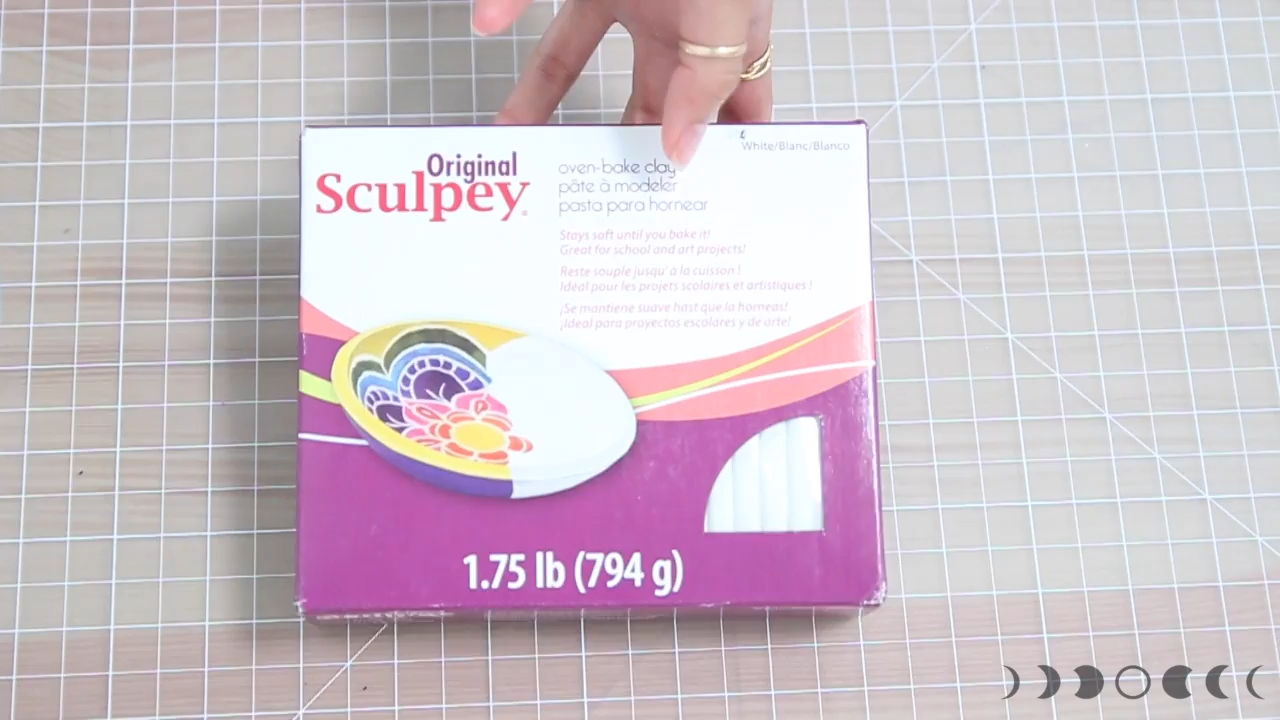 Original
Sculpey®
oven-bake clay
pâte à modeler
pasta para hornear
White/Blanc/Blanco
Stays soft until you bake it!
Great for school and art projects!
Reste souple jusqu' à la cuisson !
Idéal pour les projets scolaires et artistiques !
¡Se mantiene suave hast que la horneas!
¡Ideal para proyectos escolares y de arte!
1.75 lb (794 g)